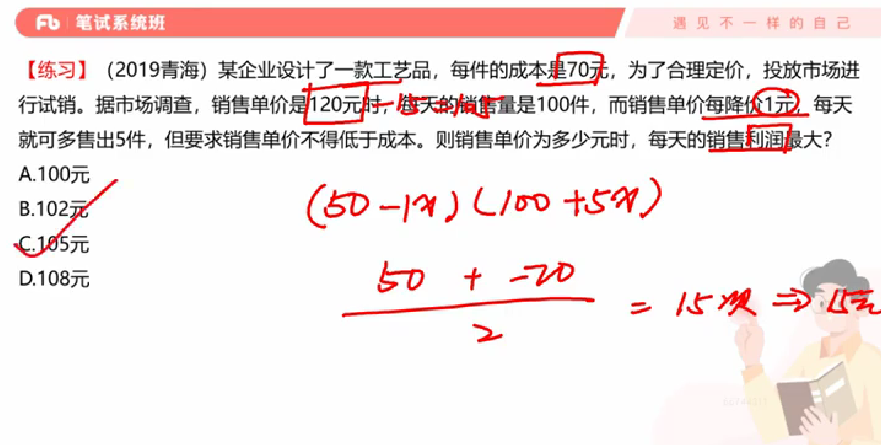 Fb 笔试系统班
遇见不一样的自己
【练习】(2019青海)某企业设计了一款工艺品，每件的成本是70元，为了合理定价，投放市场进
行试销。据市场调查，销售单价是120元时，每天的销售量是100件，而销售单价每降价1元，每天
-15=105
就可多售出5件，但要求销售单价不得低于成本。则销售单价为多少元时，每天的销售利润最大？
A.100元
B.102元
C.105元
D.108元
(50-1x)(100+5x)
50 + -20
2
= 15次 ⇒ 15元